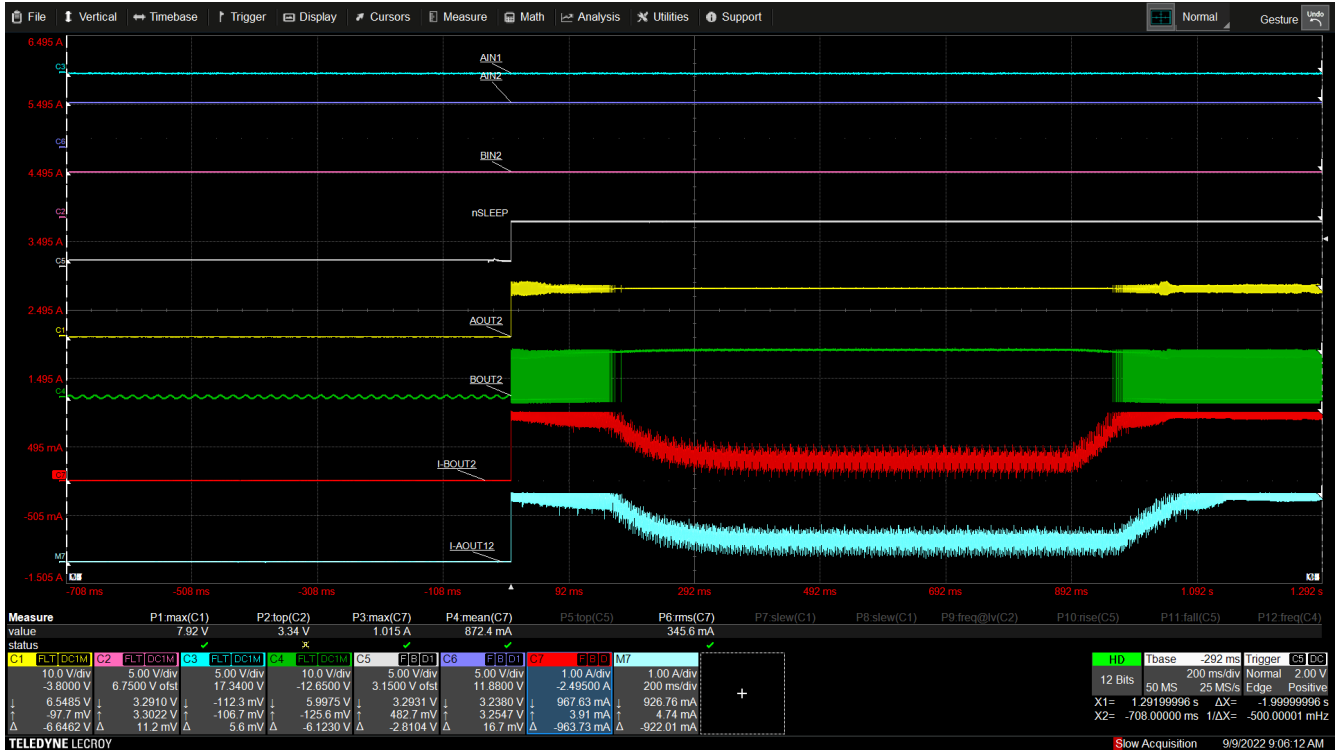 File Vertical Timebase Trigger Display Cursors Measure Math Analysis Utilities Support Normal Gesture Undo
6.495 A
C3
AIN1
AIN2
5.495 A
C6
BIN2
4.495 A
C2
nSLEEP
3.495 A
C5
2.495 A
AOUT2
C1
1.495 A
BOUT2
C4
495 mA
I-BOUT2
C7
-505 mA
I-AOUT12
M7
-1.505 A
-708 ms -508 ms -308 ms -108 ms 92 ms 292 ms 492 ms 692 ms 892 ms 1.092 s 1.292 s
Measure P1:max(C1) P2:top(C2) P3:max(C7) P4:mean(C7) P5:top(C5) P6:rms(C7) P7:slew(C1) P8:slew(C1) P9:freq@lv(C2) P10:rise(C5) P11:fall(C5) P12:freq(C4)
value 7.92 V 3.34 V 1.015 A 872.4 mA 345.6 mA
status
C1 FLT DC1M C2 FLT DC1M C3 FLT DC1M C4 FLT DC1M C5 F B D1 C6 F B D1 C7 F B D M7 HD Tbase -292 ms Trigger C5 DC
10.0 V/div 5.00 V/div 5.00 V/div 10.0 V/div 5.00 V/div 5.00 V/div 1.00 A/div 1.00 A/div 12 Bits 200 ms/div Normal 2.00 V
-3.8000 V 6.7500 V ofst 17.3400 V -12.6500 V 3.1500 V ofst 11.8800 V -2.49500 A 200 ms/div 50 MS 25 MS/s Edge Positive
↓ 6.5485 V ↓ 3.2910 V ↓ -112.3 mV ↓ 5.9975 V ↓ 3.2931 V ↓ 3.2380 V ↓ 967.63 mA ↓ 926.76 mA X1= 1.29199996 s ΔX= -1.99999996 s
↑ -97.7 mV ↑ 3.3022 V ↑ -106.7 mV ↑ -125.6 mV ↑ 482.7 mV ↑ 3.2547 V ↑ 3.91 mA ↑ 4.74 mA X2= -708.00000 ms 1/ΔX= -500.00001 mHz
Δ -6.6462 V Δ 11.2 mV Δ 5.6 mV Δ -6.1230 V Δ -2.8104 V Δ 16.7 mV Δ -963.73 mA Δ -922.01 mA
TELEDYNE LECROY Slow Acquisition 9/9/2022 9:06:12 AM